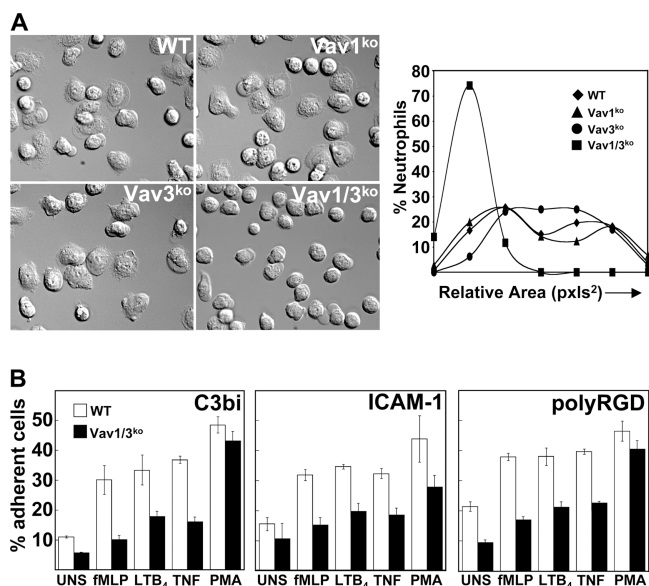 A
WT
Vav1ko
Vav3ko
Vav1/3ko
80
70
60
50
40
30
20
10
% Neutrophils
WT
Vav1ko
Vav3ko
Vav1/3ko
Relative Area (pxls2)
B
C3bi
WT
Vav1/3ko
50
40
30
20
10
% adherent cells
UNS fMLP LTB4 TNF PMA
ICAM-1
UNS fMLP LTB4 TNF PMA
polyRGD
UNS fMLP LTB4 TNF PMA